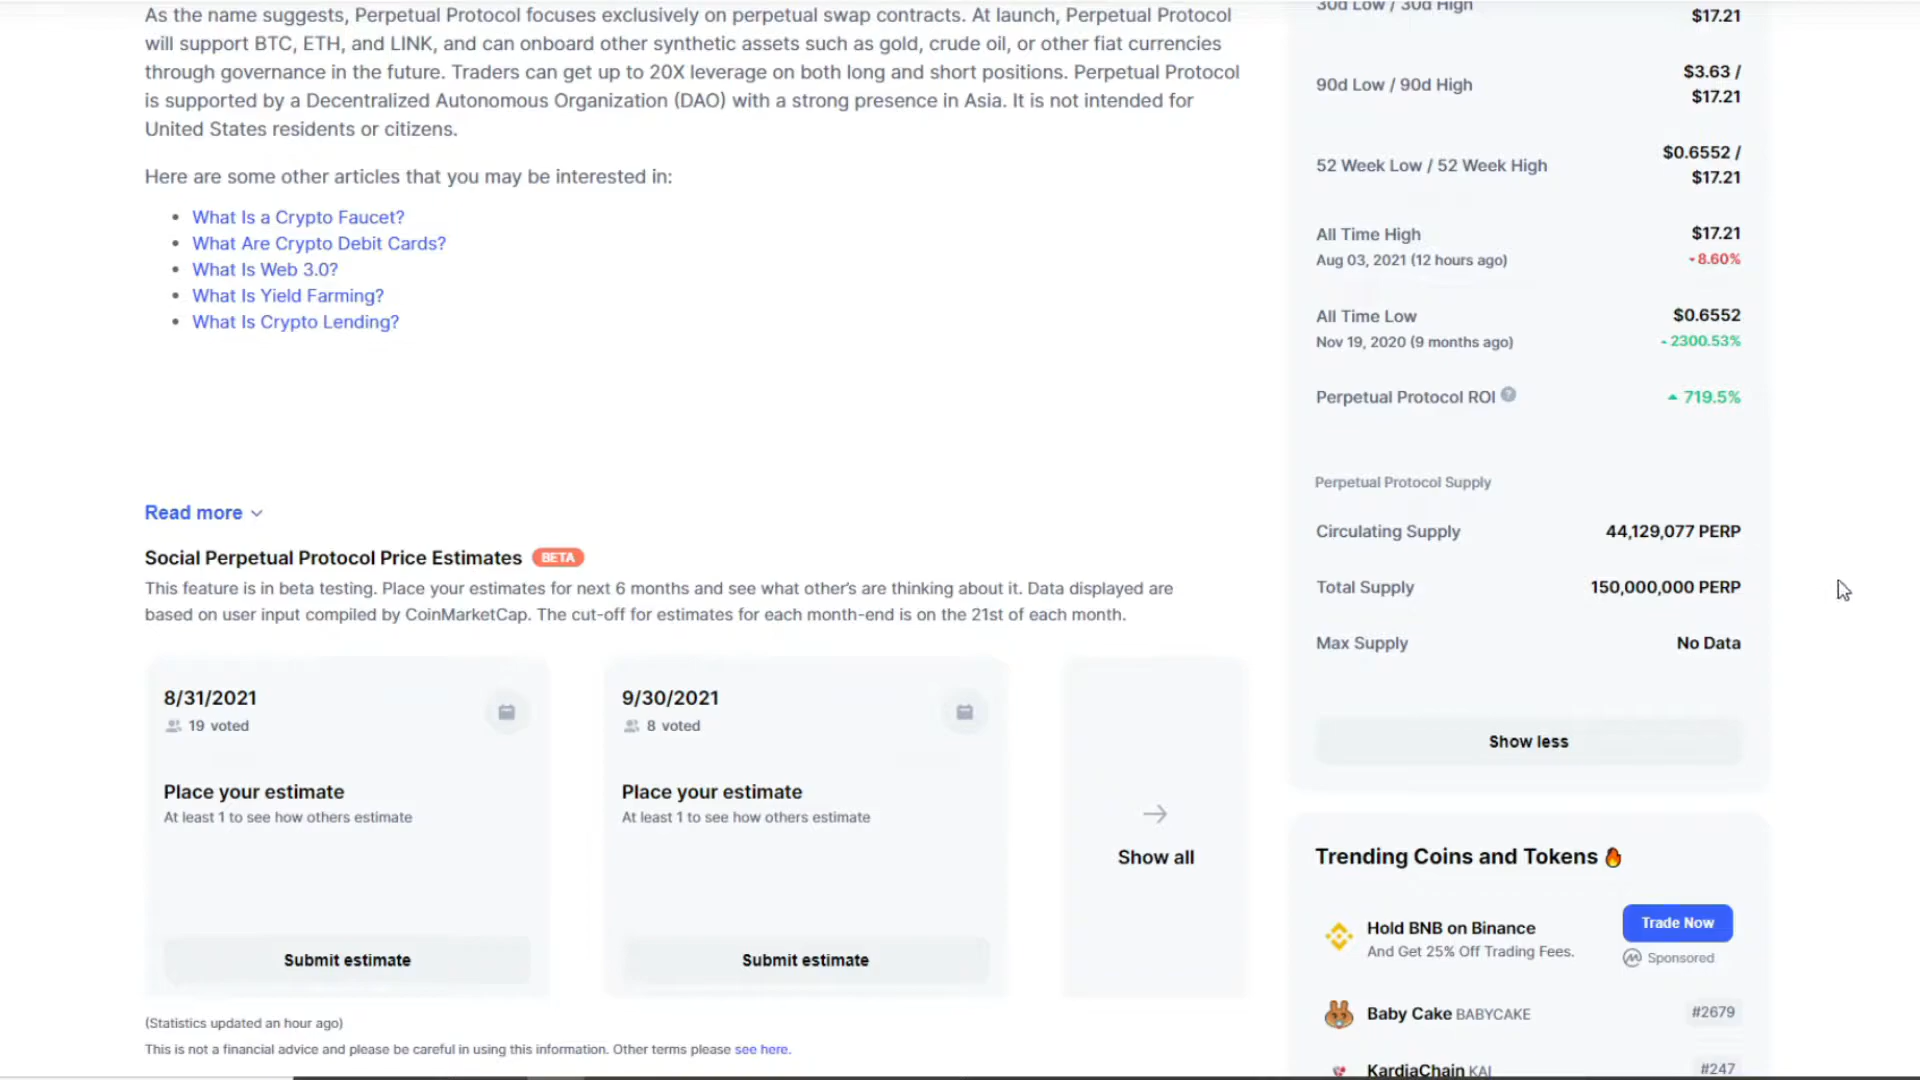 As the name suggests, Perpetual Protocol focuses exclusively on perpetual swap contracts. At launch, Perpetual Protocol
will support BTC, ETH, and LINK, and can onboard other synthetic assets such as gold, crude oil, or other fiat currencies
through governance in the future. Traders can get up to 20X leverage on both long and short positions. Perpetual Protocol
is supported by a Decentralized Autonomous Organization (DAO) with a strong presence in Asia. It is not intended for
United States residents or citizens.
Here are some other articles that you may be interested in:
• What Is a Crypto Faucet?
• What Are Crypto Debit Cards?
• What Is Web 3.0?
• What Is Yield Farming?
• What Is Crypto Lending?
Read more
Social Perpetual Protocol Price Estimates BETA
This feature is in beta testing. Place your estimates for next 6 months and see what other's are thinking about it. Data displayed are
based on user input compiled by CoinMarketCap. The cut-off for estimates for each month-end is on the 21st of each month.
8/31/2021
19 voted
Place your estimate
At least 1 to see how others estimate
Submit estimate
9/30/2021
8 voted
Place your estimate
At least 1 to see how others estimate
Submit estimate
→
Show all
(Statistics updated an hour ago)
This is not a financial advice and please be careful in using this information. Other terms please see here.
30d Low / 30d High
$17.21
90d Low / 90d High
$3.63 /
$17.21
52 Week Low / 52 Week High
$0.6552 /
$17.21
All Time High
$17.21
Aug 03, 2021 (12 hours ago)
8.60%
All Time Low
$0.6552
Nov 19, 2020 (9 months ago)
2300.53%
Perpetual Protocol ROI ?
719.5%
Perpetual Protocol Supply
Circulating Supply
44,129,077 PERP
Total Supply
150,000,000 PERP
Max Supply
No Data
Show less
Trending Coins and Tokens 🔥
Hold BNB on Binance
And Get 25% Off Trading Fees.
Trade Now
Sponsored
Baby Cake BABYCAKE
#2679
KardiaChain KAI
#247